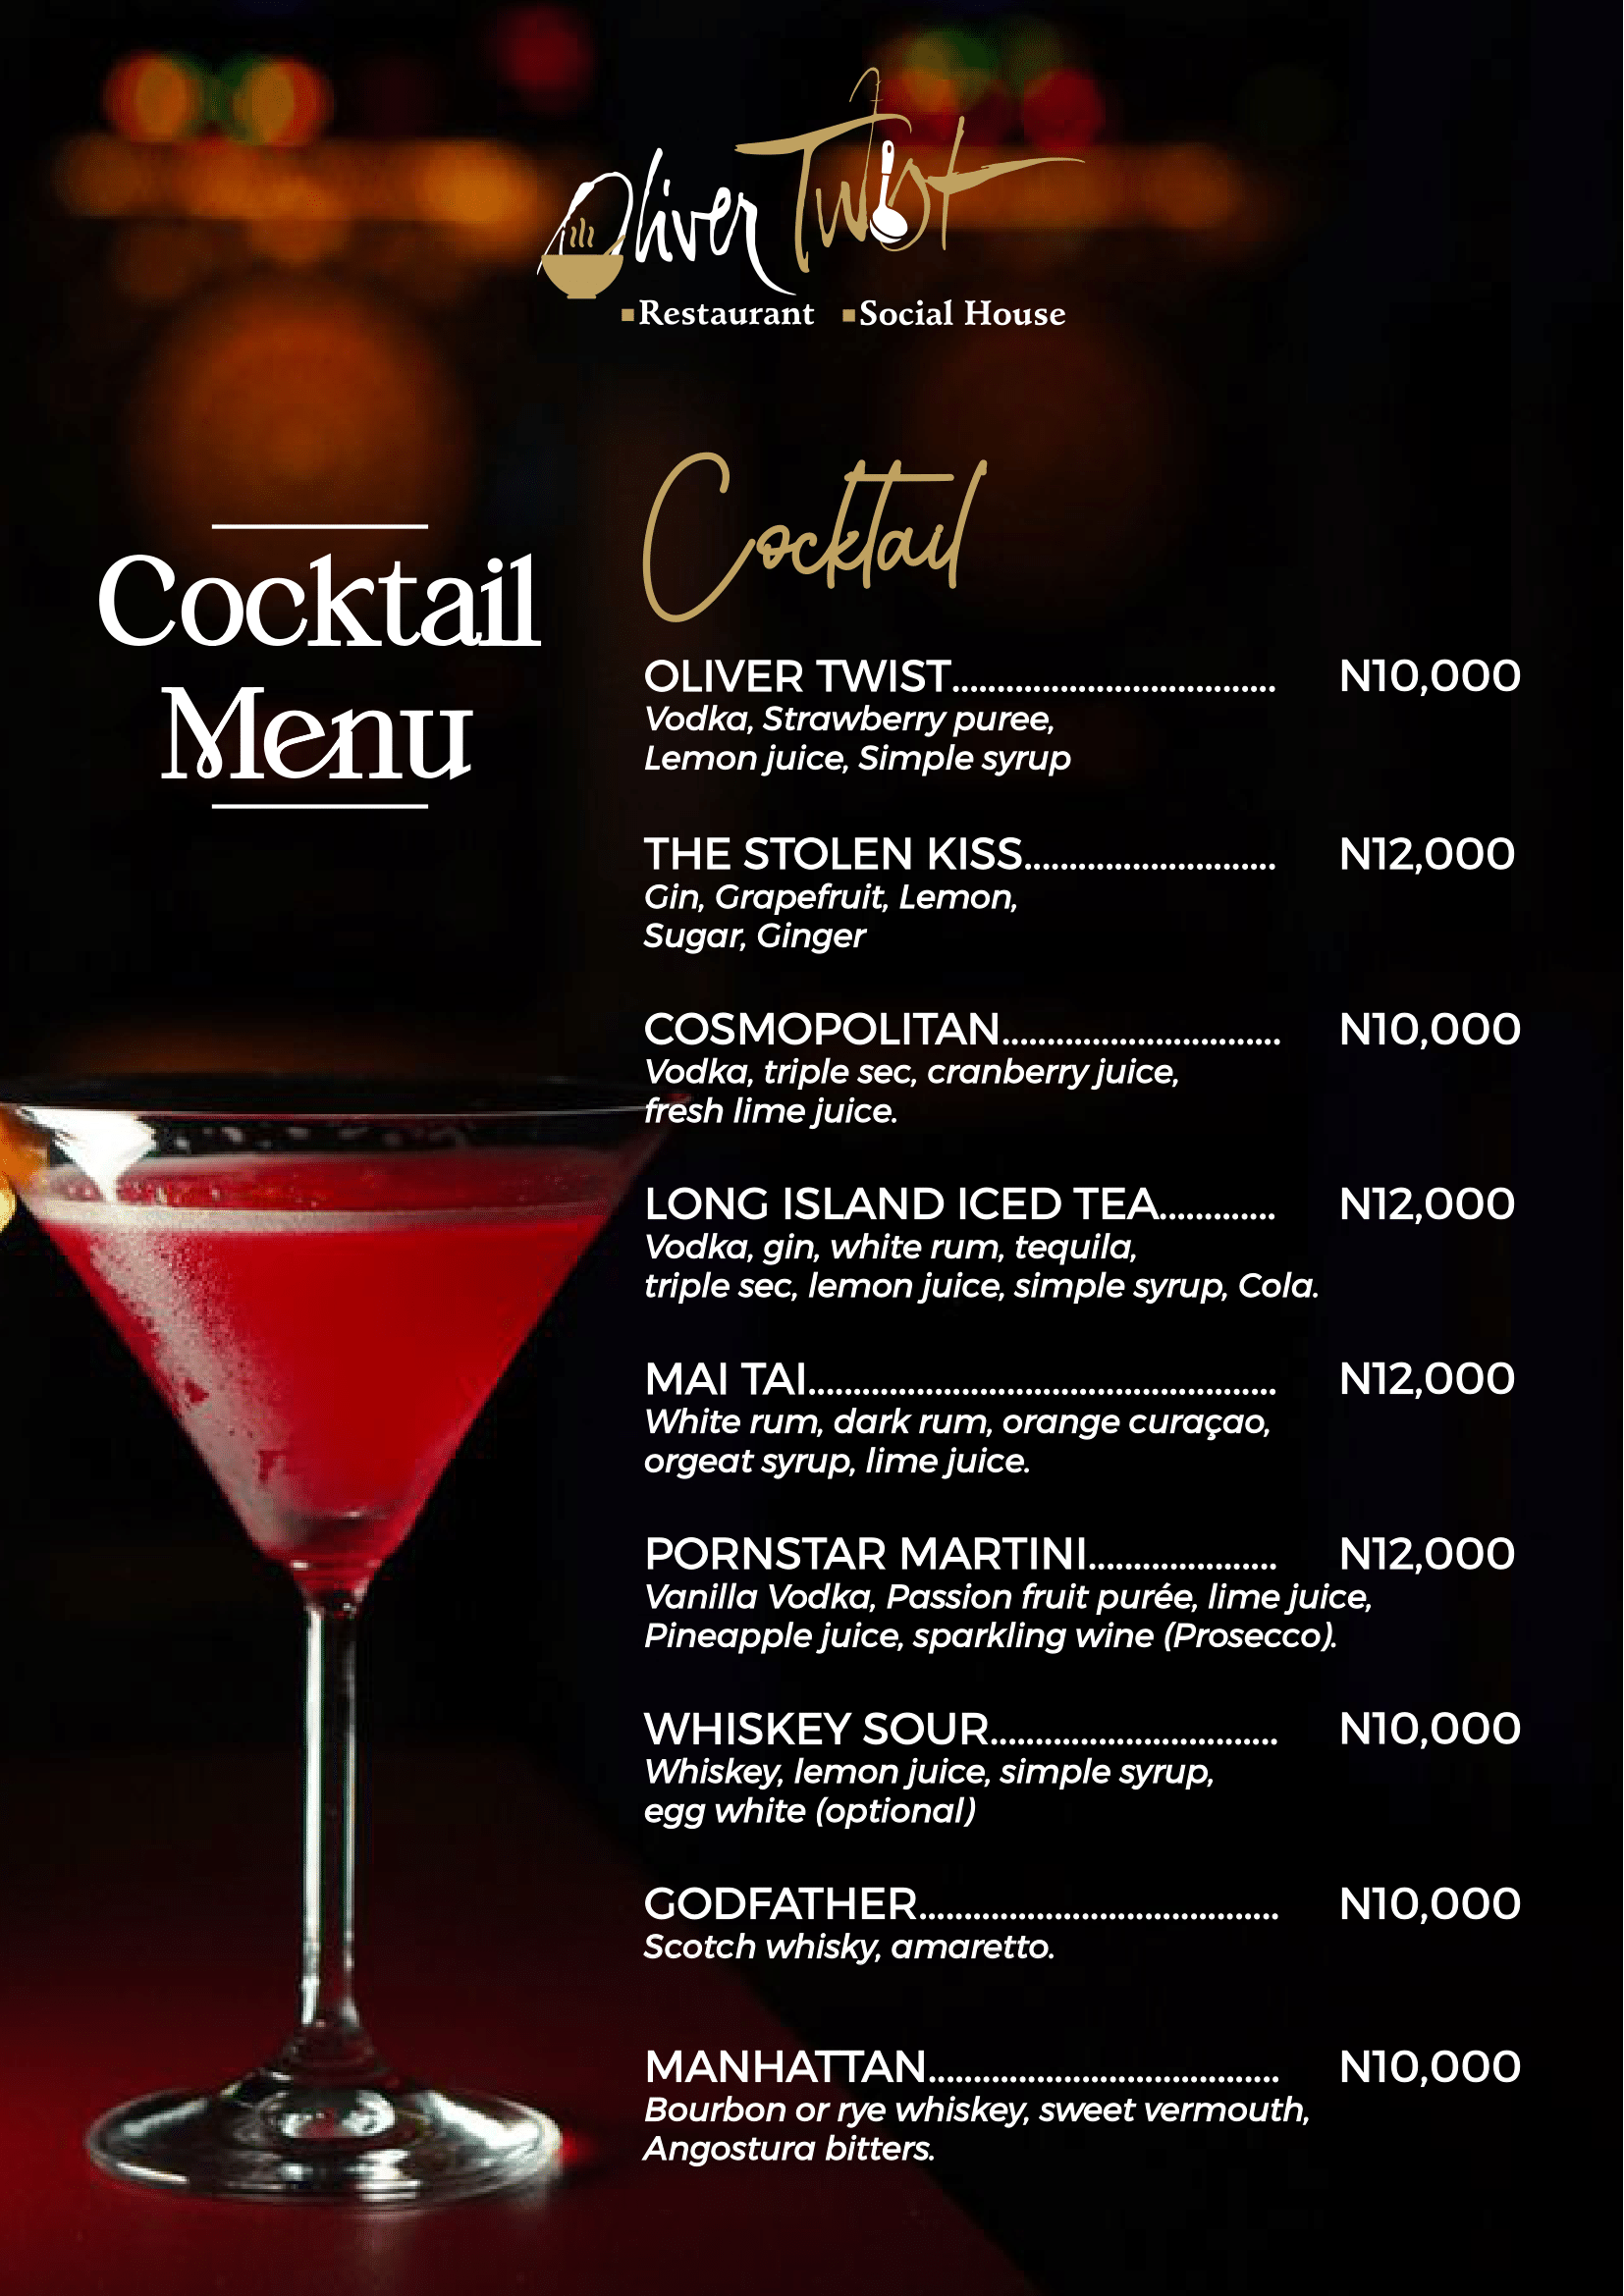 Oliver Twist
Restaurant Social House
Cocktail
Menu
Cocktail
OLIVER TWIST.................................... N10,000
Vodka, Strawberry puree,
Lemon juice, Simple syrup
THE STOLEN KISS............................ N12,000
Gin, Grapefruit, Lemon,
Sugar, Ginger
COSMOPOLITAN............................... N10,000
Vodka, triple sec, cranberry juice,
fresh lime juice.
LONG ISLAND ICED TEA............. N12,000
Vodka, gin, white rum, tequila,
triple sec, lemon juice, simple syrup, Cola.
MAI TAI.................................................... N12,000
White rum, dark rum, orange curaçao,
orgeat syrup, lime juice.
PORNSTAR MARTINI..................... N12,000
Vanilla Vodka, Passion fruit purée, lime juice,
Pineapple juice, sparkling wine (Prosecco).
WHISKEY SOUR................................ N10,000
Whiskey, lemon juice, simple syrup,
egg white (optional)
GODFATHER........................................ N10,000
Scotch whisky, amaretto.
MANHATTAN....................................... N10,000
Bourbon or rye whiskey, sweet vermouth,
Angostura bitters.